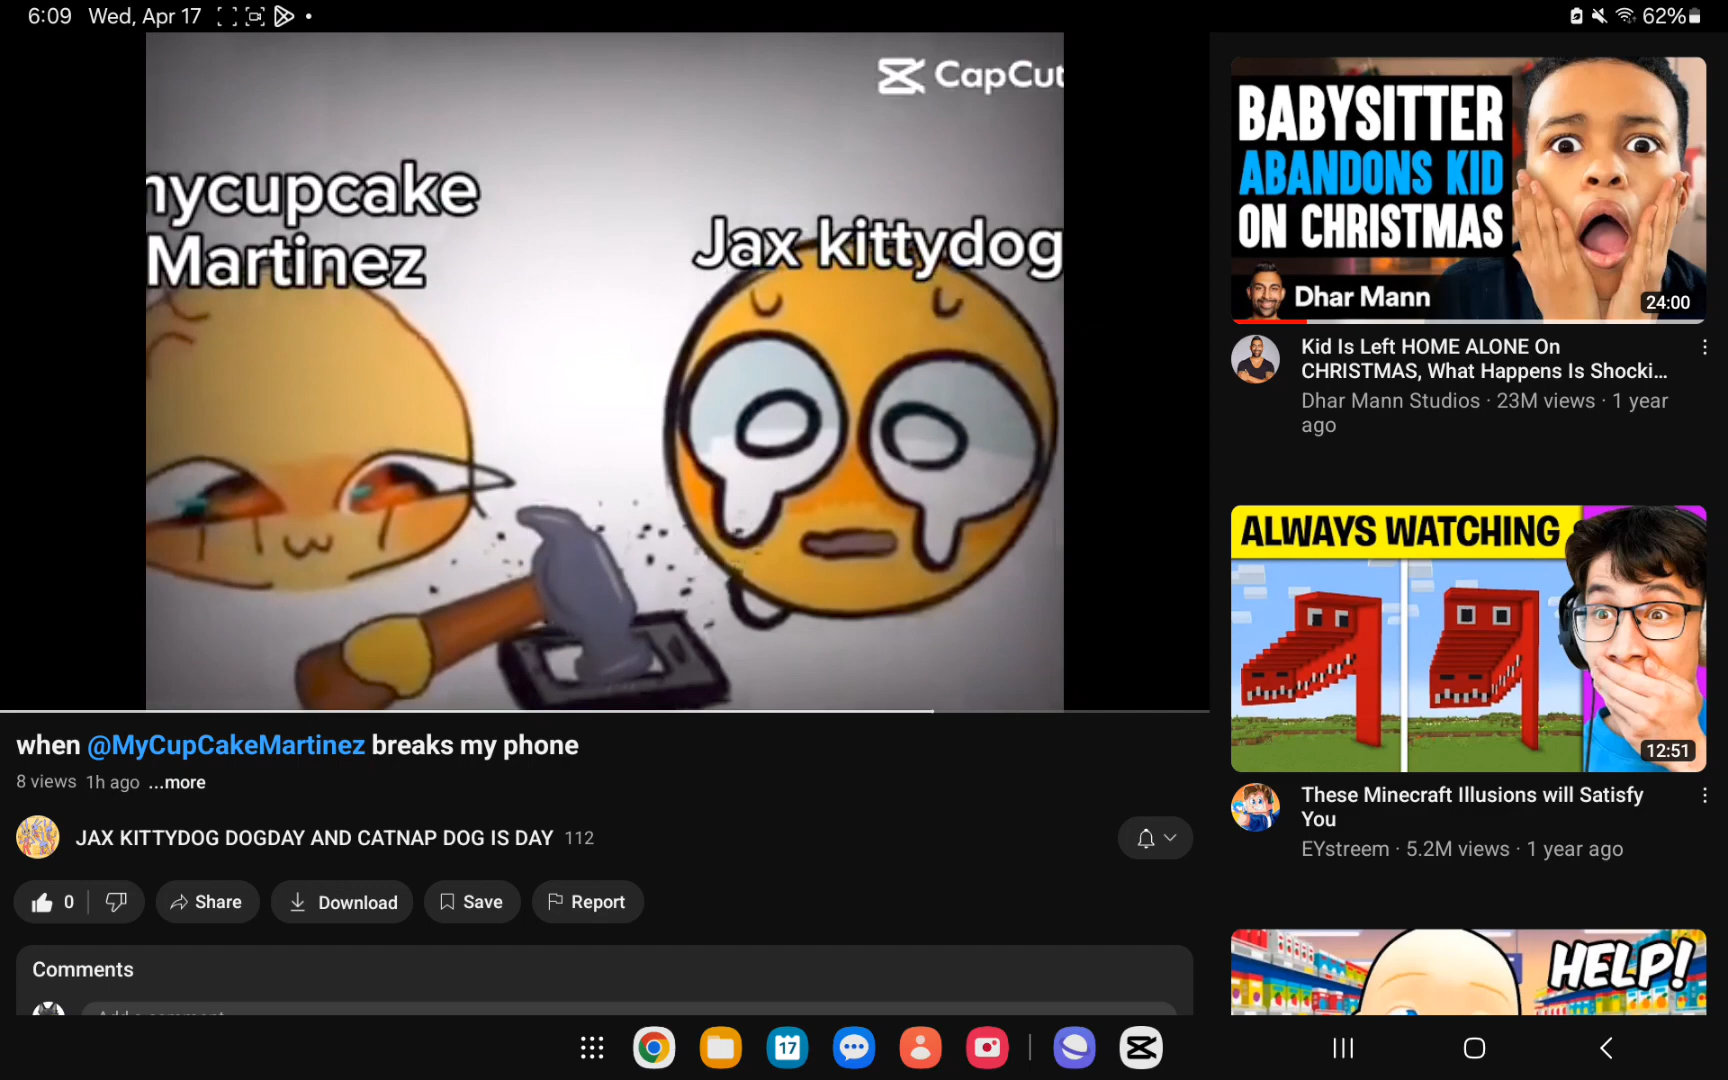 6:09 Wed, Apr 17
62%
CapCut
mycupcake
Martinez
Jax kittydog
when @MyCupCakeMartinez breaks my phone
8 views 1h ago ...more
JAX KITTYDOG DOGDAY AND CATNAP DOG IS DAY 112
0
Share
Download
Save
Report
Comments
Add a comment
BABYSITTER
ABANDONS KID
ON CHRISTMAS
Dhar Mann
24:00
Kid Is Left HOME ALONE On
CHRISTMAS, What Happens Is Shocki...
Dhar Mann Studios · 23M views · 1 year
ago
ALWAYS WATCHING
12:51
These Minecraft Illusions will Satisfy
You
EYstreem · 5.2M views · 1 year ago
HELP!
17